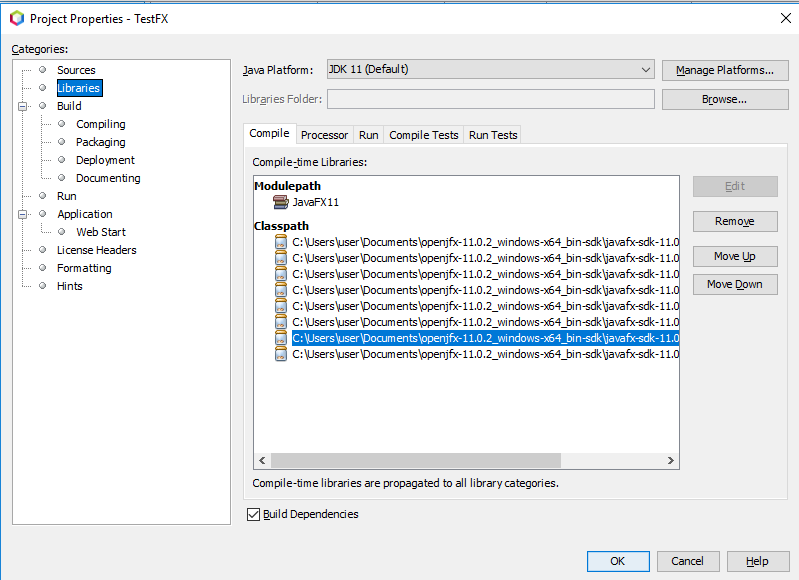 Project Properties - TestFX
Categories:
Sources
Libraries
Build
Compiling
Packaging
Deployment
Documenting
Run
Application
Web Start
License Headers
Formatting
Hints
Java Platform:
JDK 11 (Default)
Manage Platforms...
Libraries Folder:
Browse...
Compile Processor Run Compile Tests Run Tests
Compile-time Libraries:
Modulepath
JavaFX11
Classpath
C:\Users\user\Documents\openjfx-11.0.2_windows-x64_bin-sdk\javafx-sdk-11.0
C:\Users\user\Documents\openjfx-11.0.2_windows-x64_bin-sdk\javafx-sdk-11.0
C:\Users\user\Documents\openjfx-11.0.2_windows-x64_bin-sdk\javafx-sdk-11.0
C:\Users\user\Documents\openjfx-11.0.2_windows-x64_bin-sdk\javafx-sdk-11.0
C:\Users\user\Documents\openjfx-11.0.2_windows-x64_bin-sdk\javafx-sdk-11.0
C:\Users\user\Documents\openjfx-11.0.2_windows-x64_bin-sdk\javafx-sdk-11.0
C:\Users\user\Documents\openjfx-11.0.2_windows-x64_bin-sdk\javafx-sdk-11.0
C:\Users\user\Documents\openjfx-11.0.2_windows-x64_bin-sdk\javafx-sdk-11.0
Edit
Remove
Move Up
Move Down
Compile-time libraries are propagated to all library categories.
Build Dependencies
OK Cancel Help